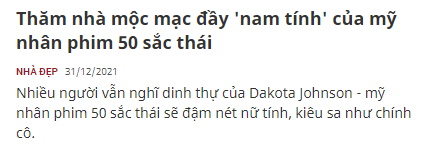 Thăm nhà mộc mạc đầy 'nam tính' của mỹ
nhân phim 50 sắc thái
NHÀ ĐẸP 31/12/2021
Nhiều người vẫn nghĩ dinh thự của Dakota Johnson - mỹ
nhân phim 50 sắc thái sẽ đậm nét nữ tính, kiêu sa như chính
cô.